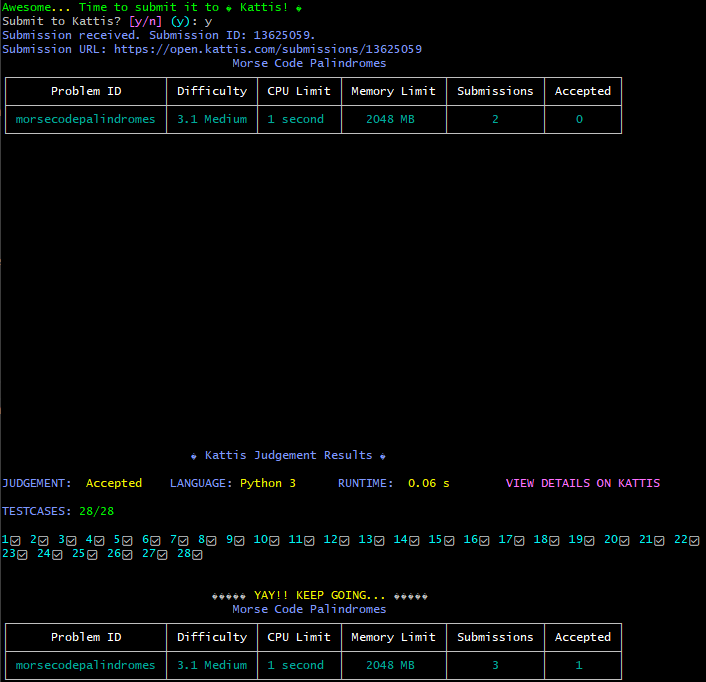 Awesome... Time to submit it to Kattis!
Submit to Kattis? [y/n] (y): y
Submission received. Submission ID: 13625059.
Submission URL: https://open.kattis.com/submissions/13625059
Morse Code Palindromes
Problem ID Difficulty CPU Limit Memory Limit Submissions Accepted
morsecodepalindromes 3.1 Medium 1 second 2048 MB 2 0
Kattis Judgement Results
JUDGEMENT: Accepted LANGUAGE: Python 3 RUNTIME: 0.06 s VIEW DETAILS ON KATTIS
TESTCASES: 28/28
1☑ 2☑ 3☑ 4☑ 5☑ 6☑ 7☑ 8☑ 9☑ 10☑ 11☑ 12☑ 13☑ 14☑ 15☑ 16☑ 17☑ 18☑ 19☑ 20☑ 21☑ 22☑
23☑ 24☑ 25☑ 26☑ 27☑ 28☑
YAY!! KEEP GOING...
Morse Code Palindromes
Problem ID Difficulty CPU Limit Memory Limit Submissions Accepted
morsecodepalindromes 3.1 Medium 1 second 2048 MB 3 1